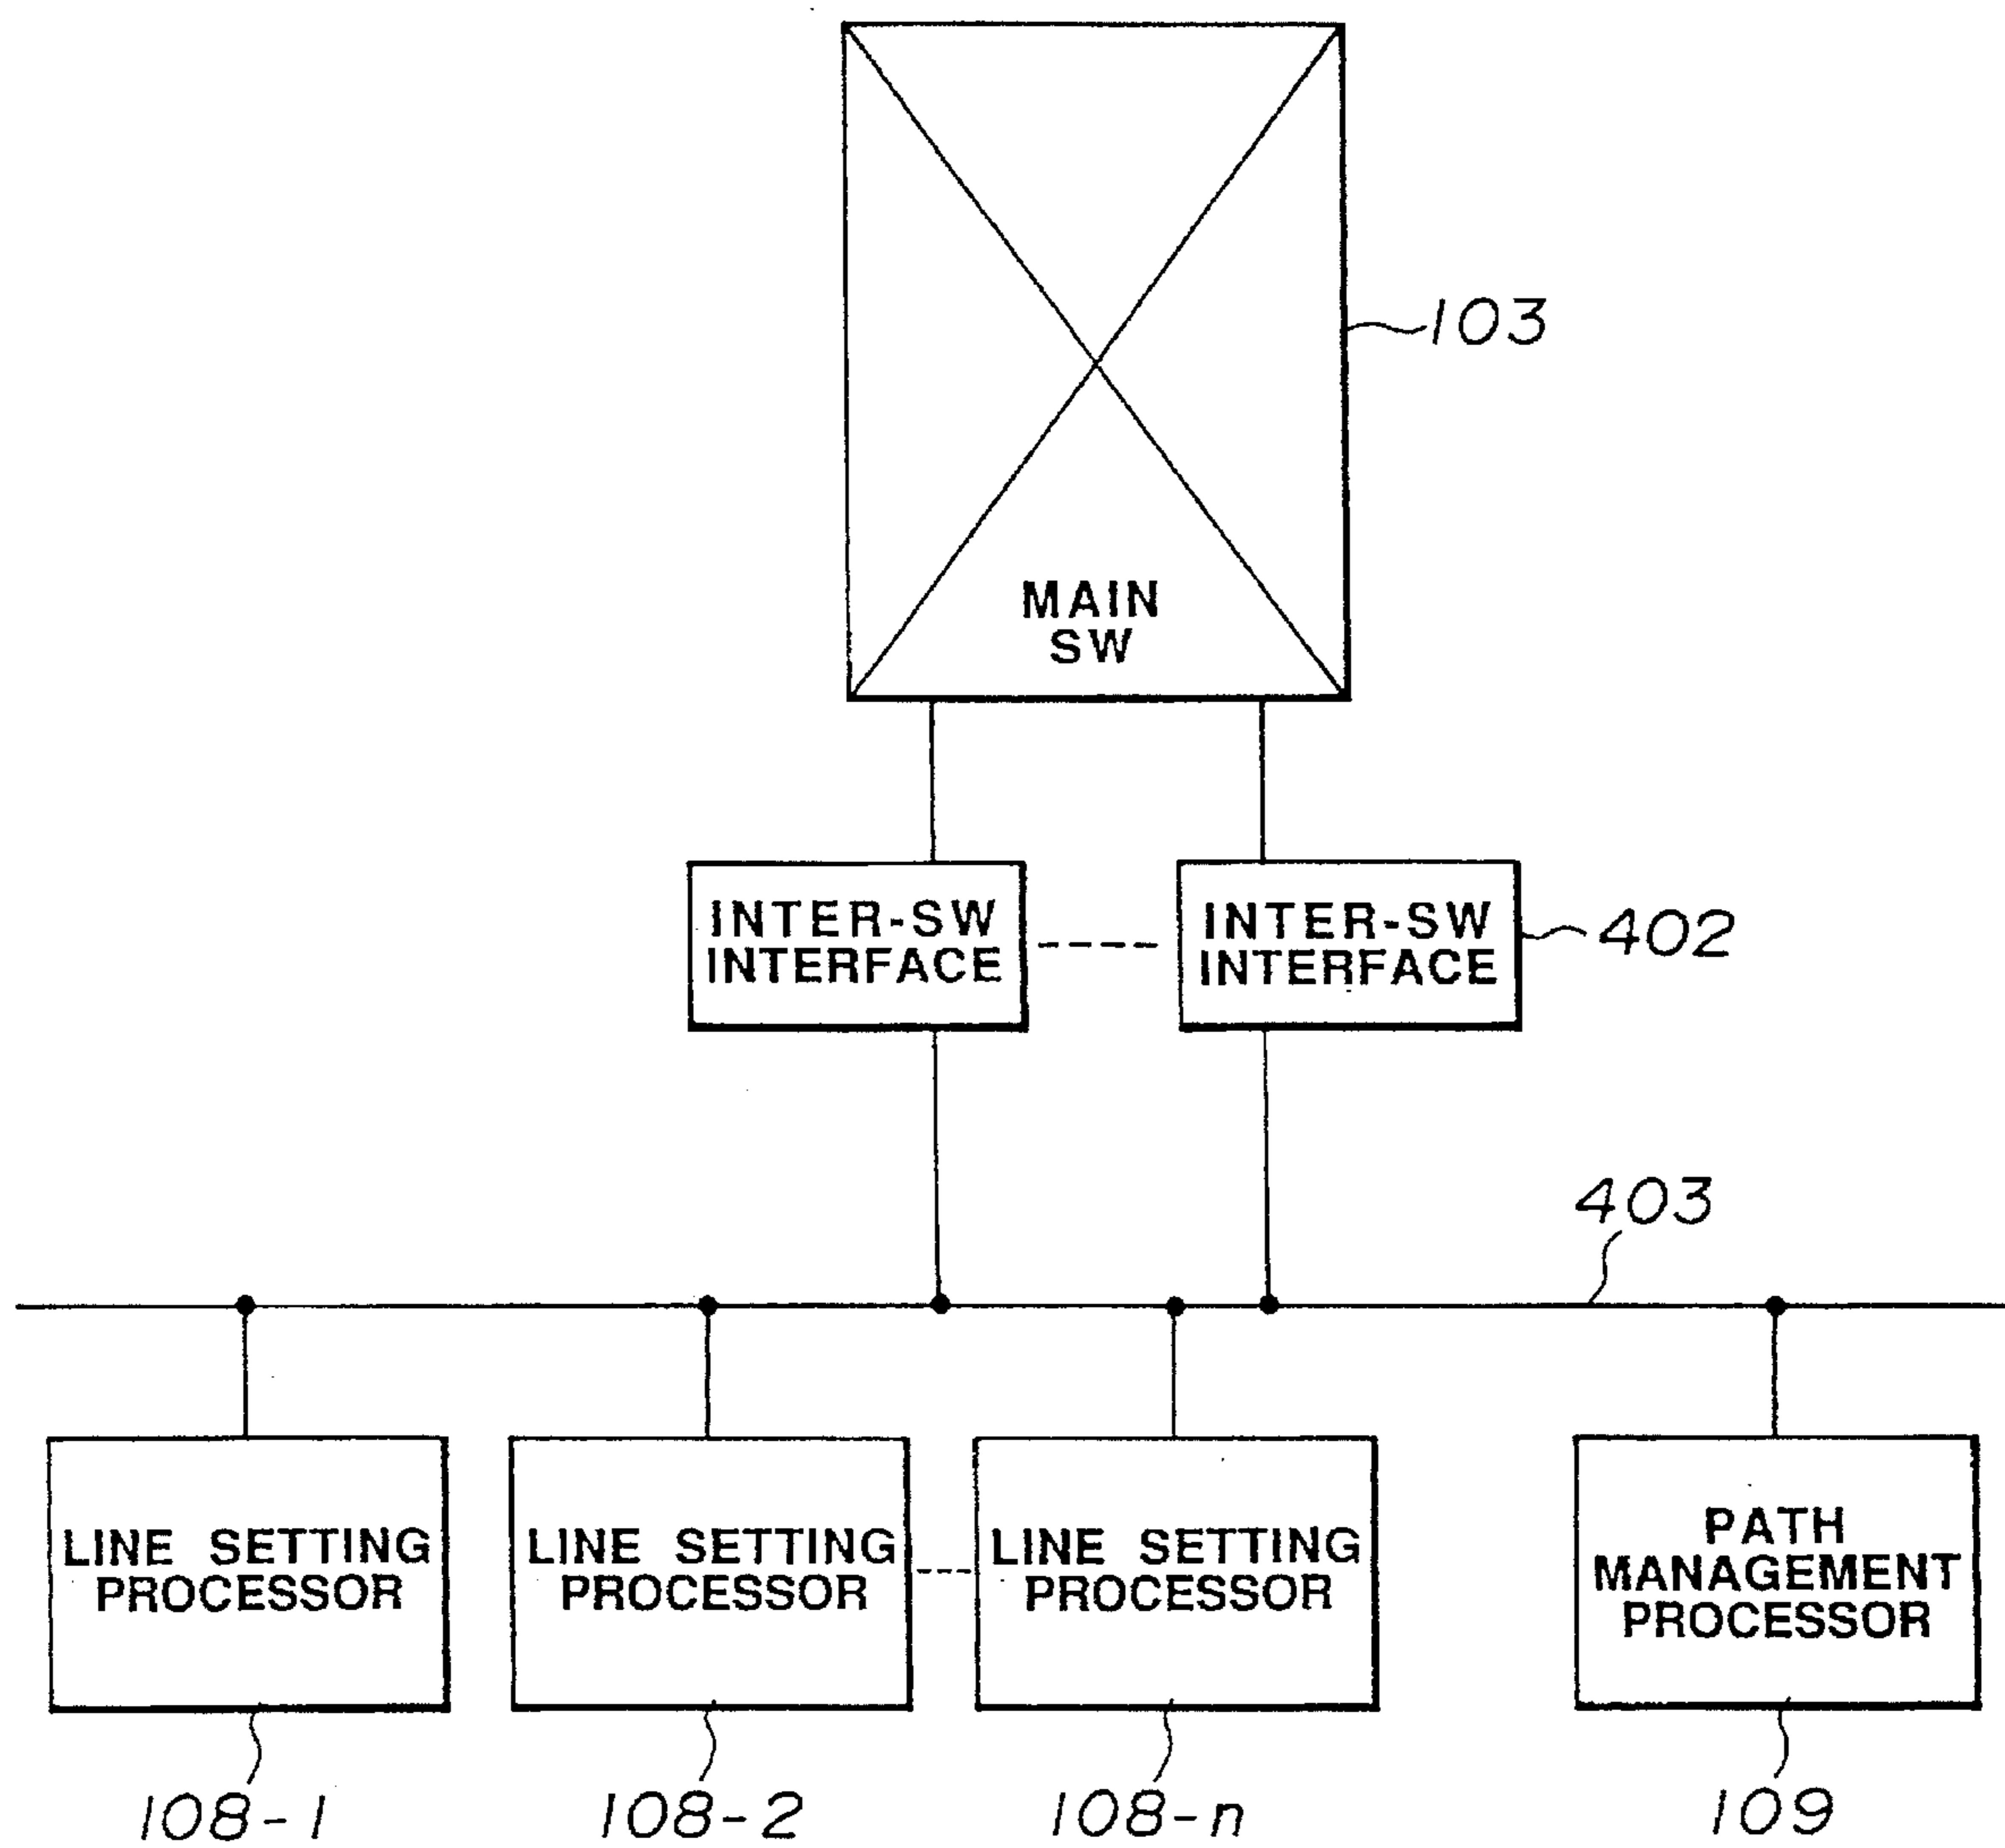 103
MAIN
SW
INTER-SW
INTERFACE
INTER-SW
INTERFACE
402
403
LINE SETTING
PROCESSOR
LINE SETTING
PROCESSOR
LINE SETTING
PROCESSOR
PATH
MANAGEMENT
PROCESSOR
108-1
108-2
108-n
109